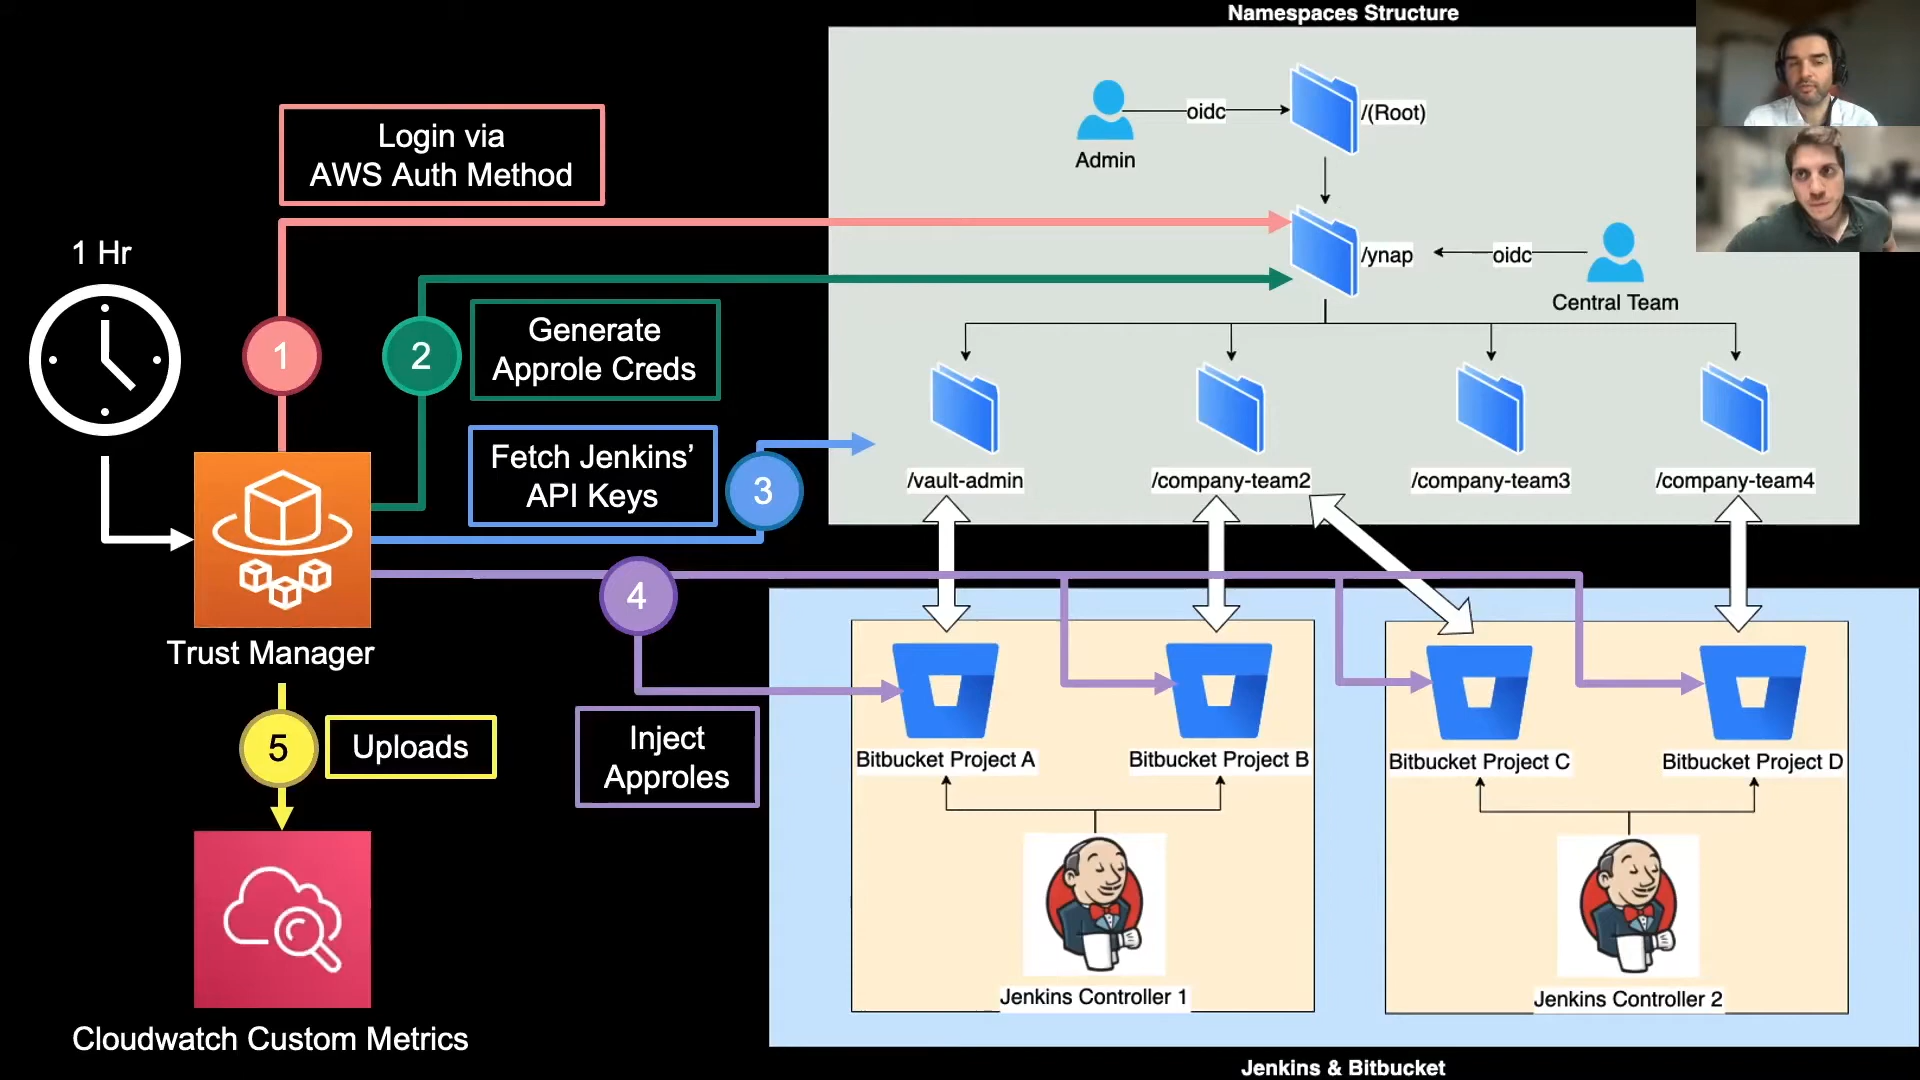 Namespaces Structure
oidc
/(Root)
Admin
Login via
AWS Auth Method
1 Hr
/ynap
oidc
Central Team
1
2
Generate
Approle Creds
Fetch Jenkins'
API Keys
3
/vault-admin
/company-team2
/company-team3
/company-team4
4
Trust Manager
5
Uploads
Inject
Approles
Bitbucket Project A
Bitbucket Project B
Bitbucket Project C
Bitbucket Project D
Jenkins Controller 1
Jenkins Controller 2
Cloudwatch Custom Metrics
Jenkins & Bitbucket